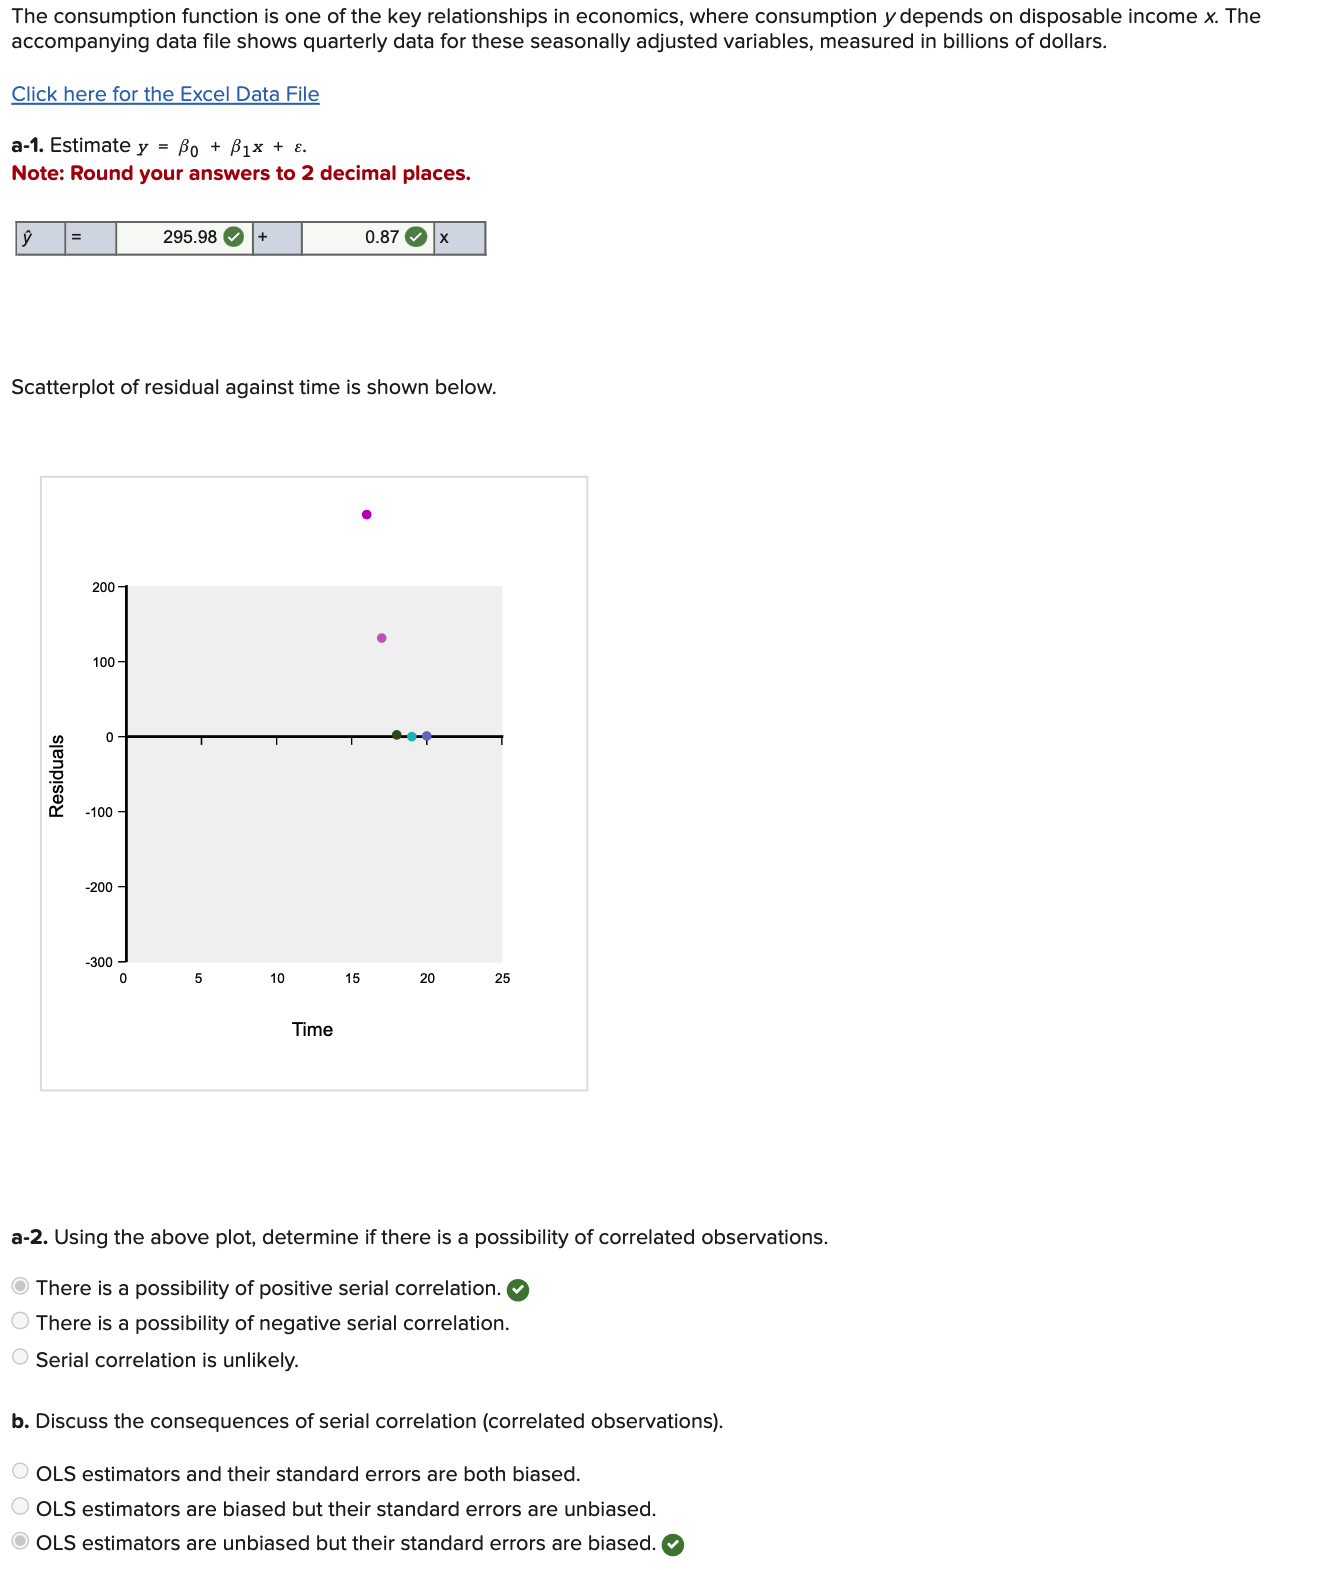 The consumption function is one of the key relationships in economics, where consumption y depends on disposable income x. The
accompanying data file shows quarterly data for these seasonally adjusted variables, measured in billions of dollars.
Click here for the Excel Data File
a-1. Estimate y = β0 + β1x + ε.
Note: Round your answers to 2 decimal places.
ŷ = 295.98 + 0.87 x
Scatterplot of residual against time is shown below.
200
100
0
-100
-200
-300
Residuals
0 5 10 15 20 25
Time
a-2. Using the above plot, determine if there is a possibility of correlated observations.
There is a possibility of positive serial correlation.
There is a possibility of negative serial correlation.
Serial correlation is unlikely.
b. Discuss the consequences of serial correlation (correlated observations).
OLS estimators and their standard errors are both biased.
OLS estimators are biased but their standard errors are unbiased.
OLS estimators are unbiased but their standard errors are biased.